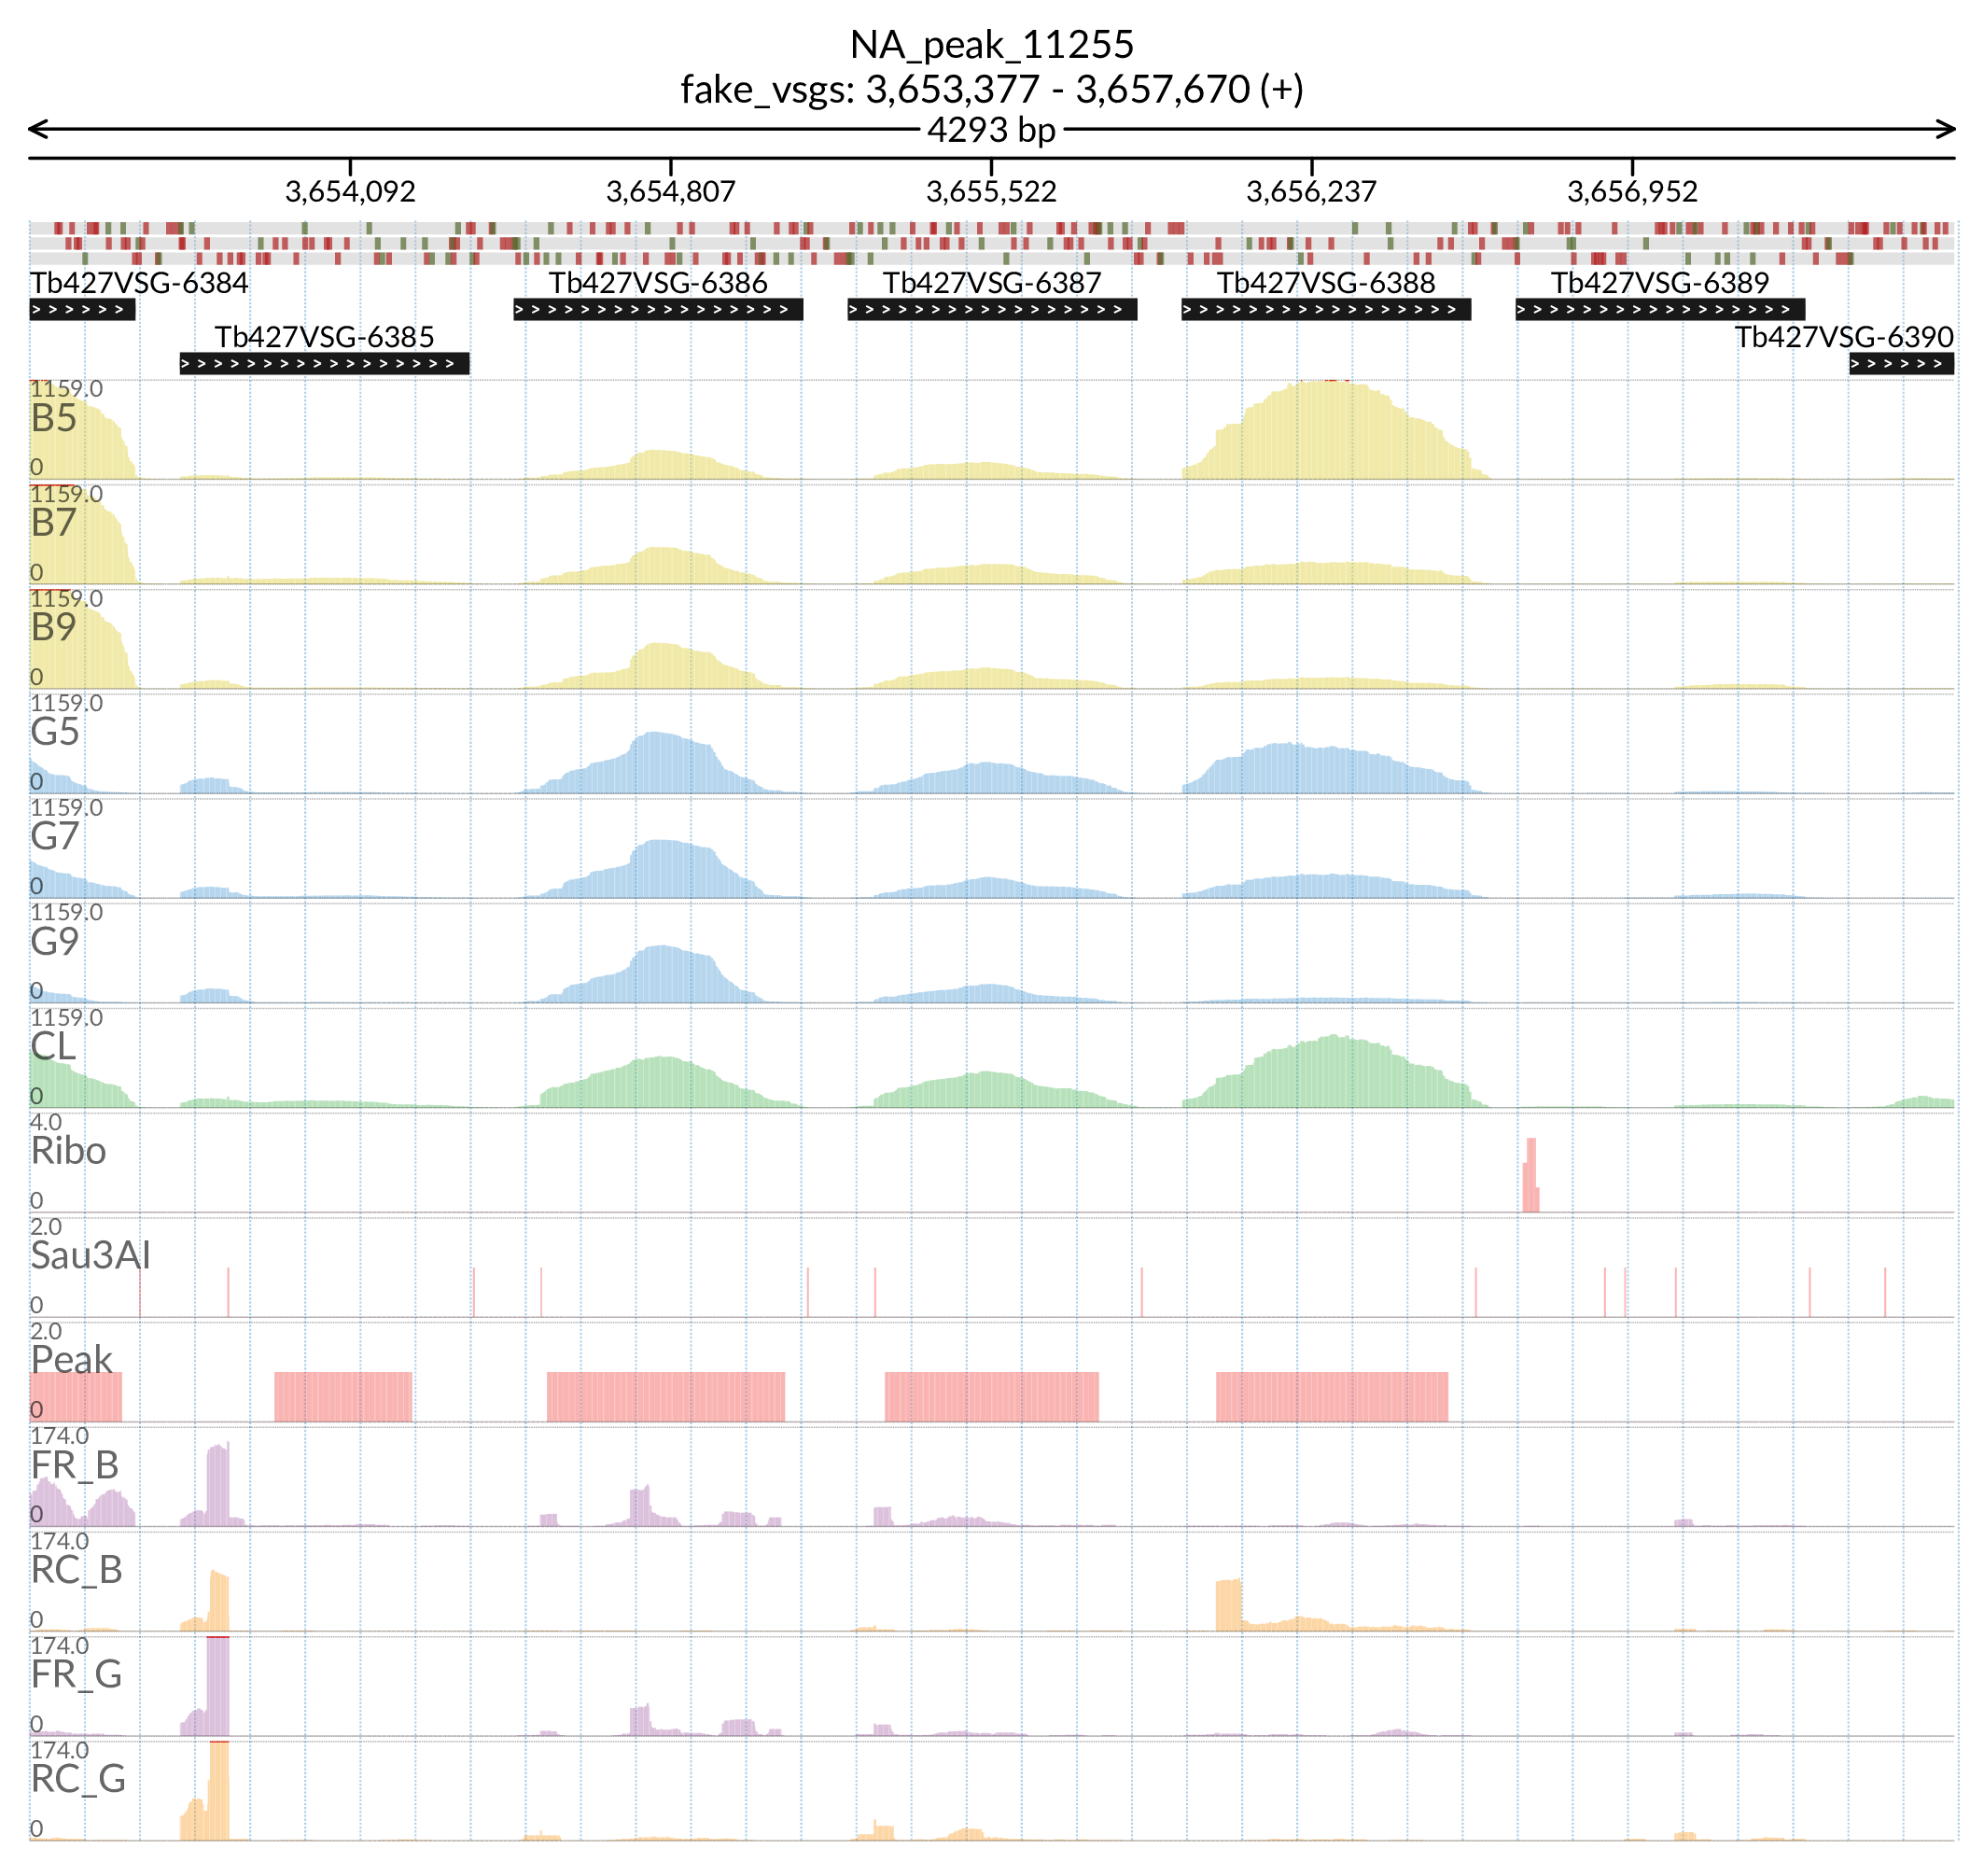 NA_peak_11255
fake_vsgs: 3,653,377 - 3,657,670 (+)
4293 bp
3,654,092 3,654,807 3,655,522 3,656,237 3,656,952
Tb427VSG-6384 Tb427VSG-6386 Tb427VSG-6387 Tb427VSG-6388 Tb427VSG-6389
Tb427VSG-6385 Tb427VSG-6390
1159.0
B5
0
1159.0
B7
0
1159.0
B9
0
1159.0
G5
0
1159.0
G7
0
1159.0
G9
0
1159.0
CL
0
4.0
Ribo
0
2.0
Sau3AI
0
2.0
Peak
0
174.0
FR_B
0
174.0
RC_B
0
174.0
FR_G
0
174.0
RC_G
0